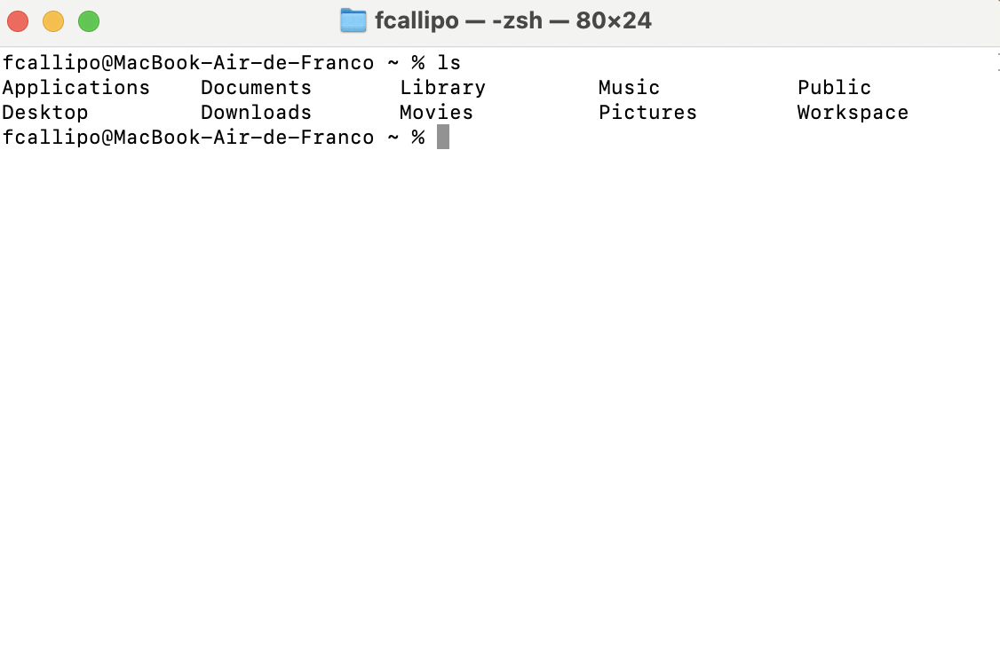 fcallipo — -zsh — 80×24
fcallipo@MacBook-Air-de-Franco ~ % ls
Applications Documents Library Music Public
Desktop Downloads Movies Pictures Workspace
fcallipo@MacBook-Air-de-Franco ~ %